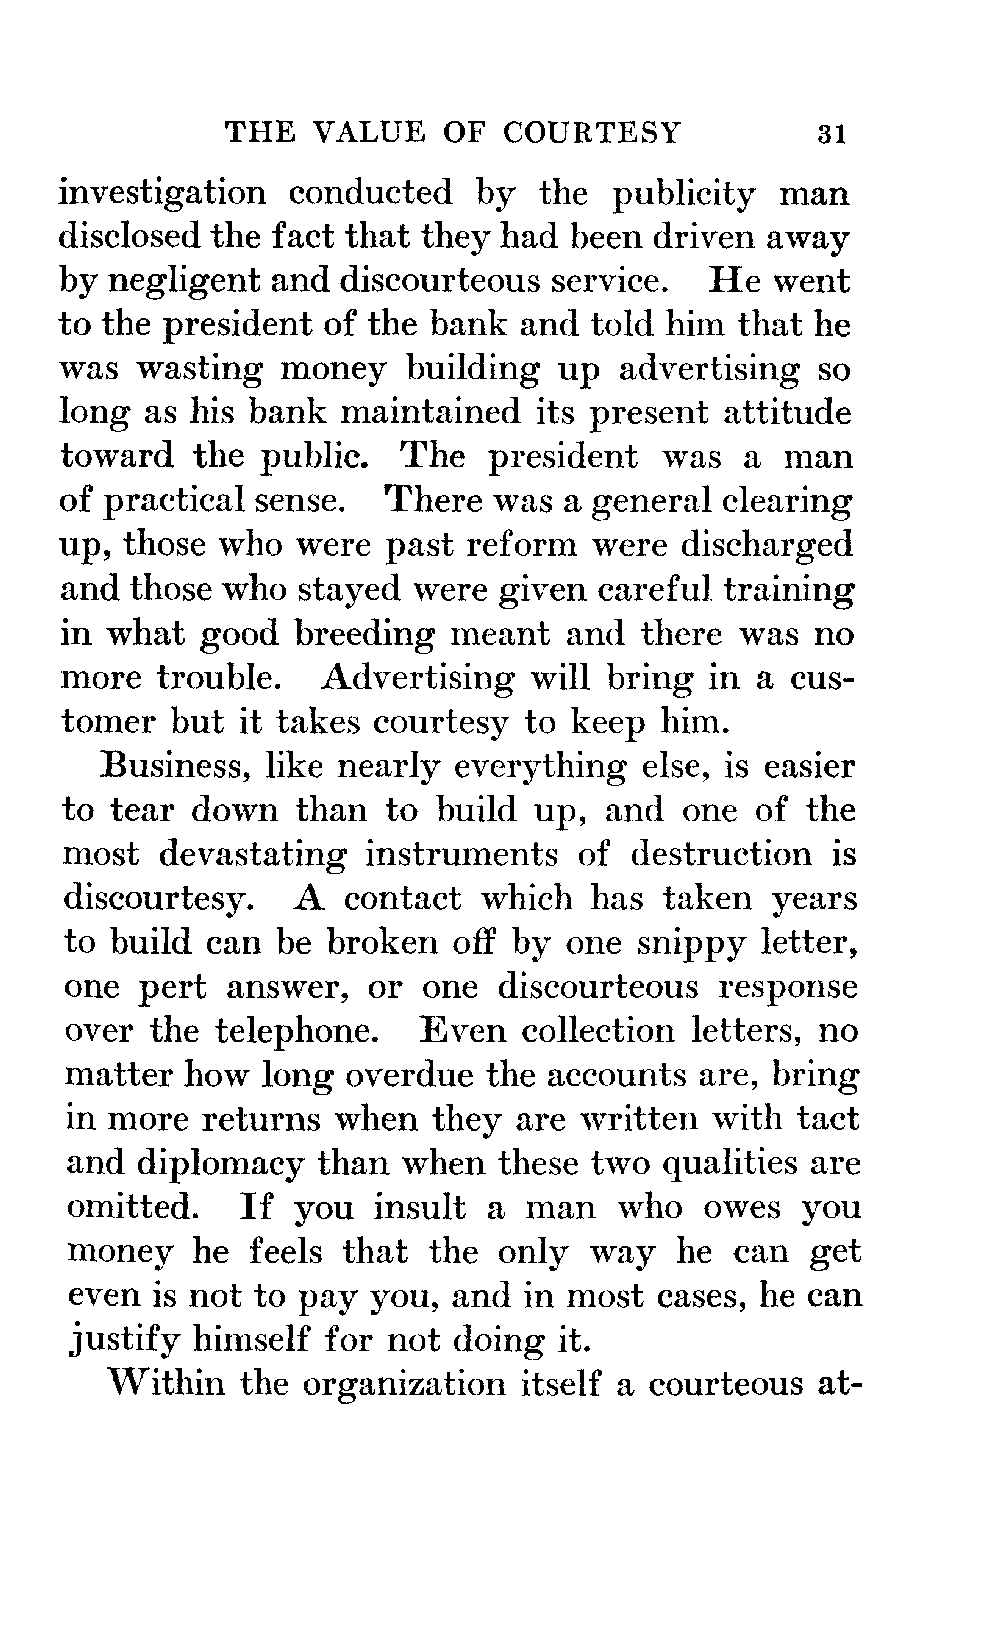 THE VALUE OF COURTESY 31
investigation conducted by the publicity man
disclosed the fact that they had been driven away
by negligent and discourteous service. He went
to the president of the bank and told him that he
was wasting money building up advertising so
long as his bank maintained its present attitude
toward the public. The president was a man
of practical sense. There was a general clearing
up, those who were past reform were discharged
and those who stayed were given careful training
in what good breeding meant and there was no
more trouble. Advertising will bring in a cus-
tomer but it takes courtesy to keep him.
Business, like nearly everything else, is easier
to tear down than to build up, and one of the
most devastating instruments of destruction is
discourtesy. A contact which has taken years
to build can be broken off by one snippy letter,
one pert answer, or one discourteous response
over the telephone. Even collection letters, no
matter how long overdue the accounts are, bring
in more returns when they are written with tact
and diplomacy than when these two qualities are
omitted. If you insult a man who owes you
money he feels that the only way he can get
even is not to pay you, and in most cases, he can
justify himself for not doing it.
Within the organization itself a courteous at-